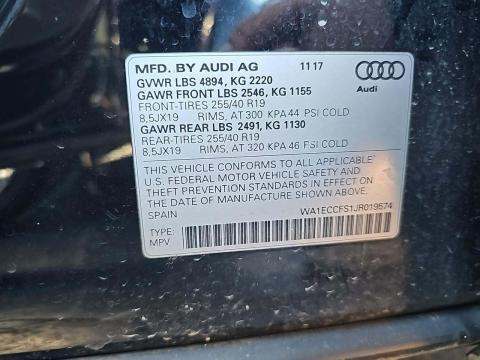 MFD. BY AUDI AG 11 17
GVWR LBS 4894, KG 2220
GAWR FRONT LBS 2546, KG 1155
FRONT-TIRES 255/40 R19
8,5JX19 RIMS, AT 300 KPA 44 PSI COLD
GAWR REAR LBS 2491, KG 1130
REAR-TIRES 255/40 R19
8,5JX19 RIMS, AT 320 KPA 46 PSI COLD
Audi
THIS VEHICLE CONFORMS TO ALL APPLICABLE
U.S. FEDERAL MOTOR VEHICLE SAFETY AND
THEFT PREVENTION STANDARDS IN EFFECT ON
THE DATE OF MANUFACTURE SHOWN ABOVE.
SPAIN WA1ECCFS1JR019574
TYPE:
MPV